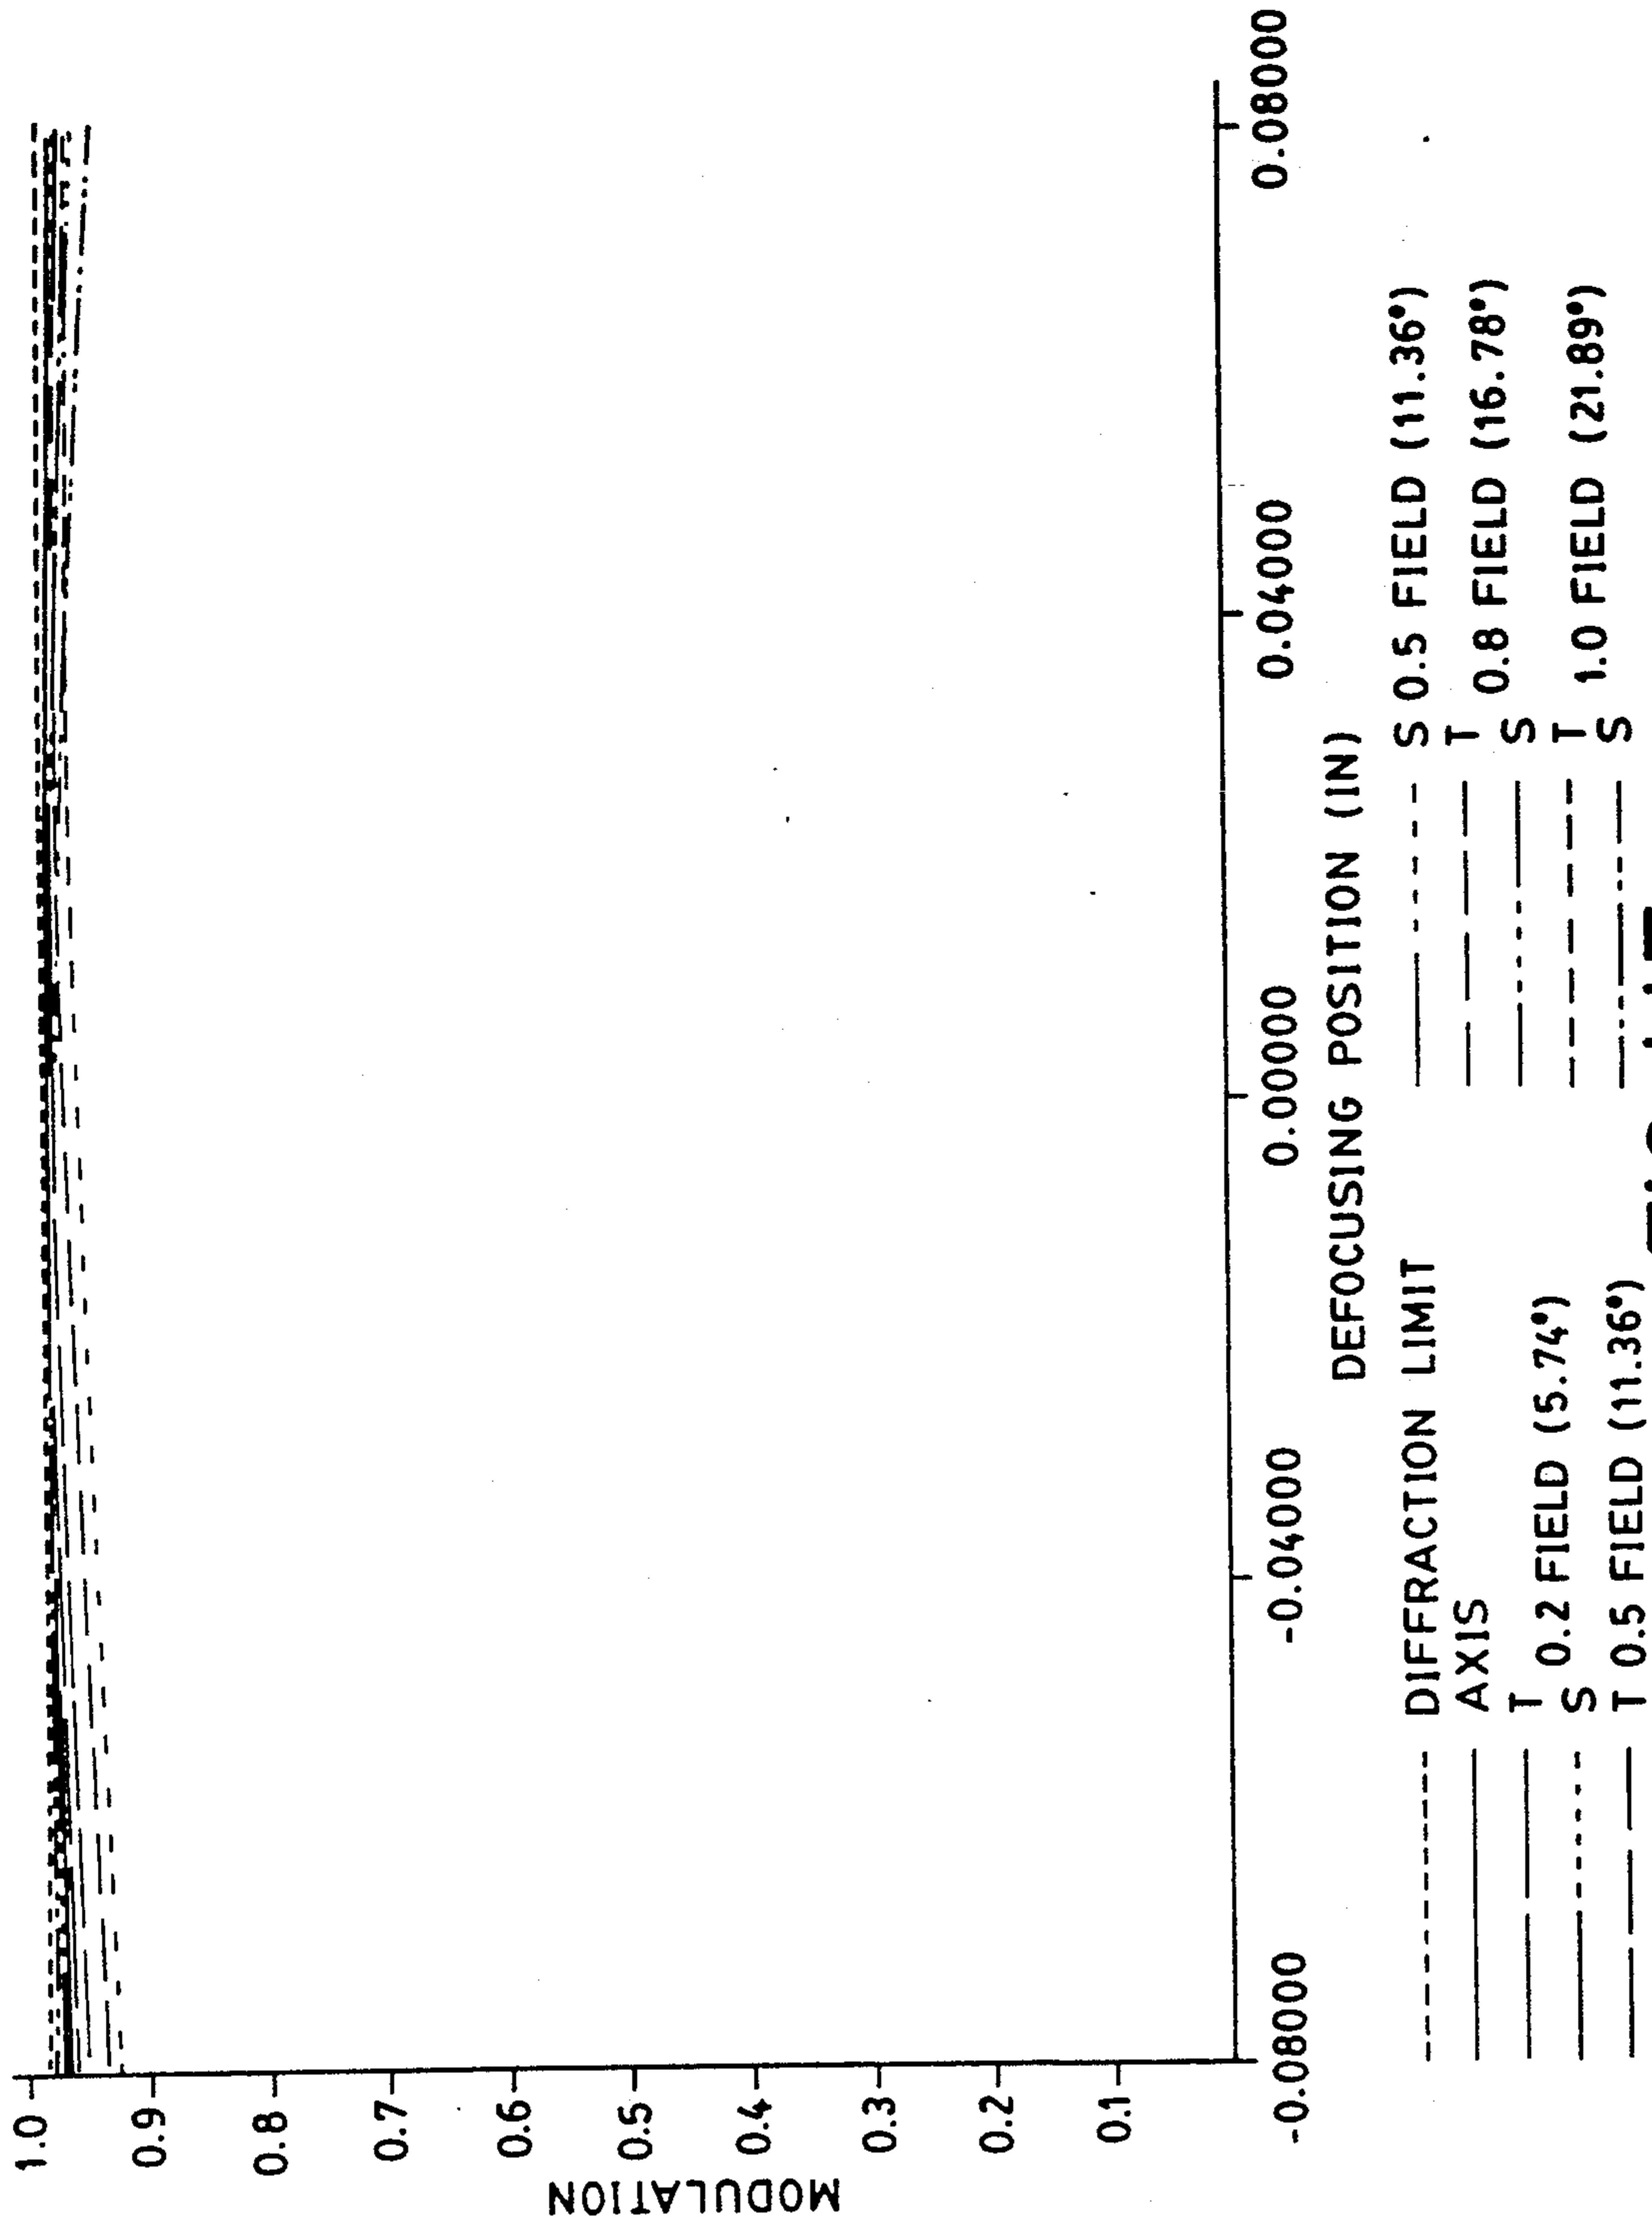 1.0
0.9
0.8
0.7
0.6
0.5
0.4
0.3
0.2
0.1
MODULATION
-0.08000
-0.04000
0.00000
0.04000
0.08000
DEFOCUSING POSITION (IN)
DIFFRACTION LIMIT
AXIS
T
0.2 FIELD (5.74°)
S
T 0.5 FIELD (11.36°)
S 0.5 FIELD (11.36°)
T
0.8 FIELD (16.78°)
S
T
1.0 FIELD (21.89°)
S